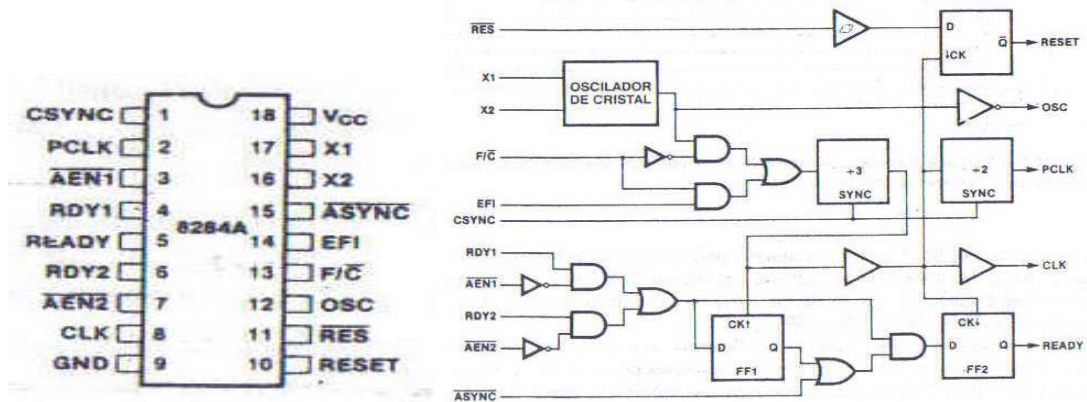 CSYNC 1 18 VCC
PCLK 2 17 X1
AEN1 3 16 X2
RDY1 4 15 ASYNC
8284A
READY 5 14 EFI
RDY2 6 13 F/C
AEN2 7 12 OSC
CLK 8 11 RES
GND 9 10 RESET
RES D Q RESET
CK
X1
OSCILADOR
DE CRISTAL
X2 OSC
F/C
÷3 ÷2 PCLK
EFI SYNC SYNC
CSYNC
RDY1 CLK
AEN1
RDY2
CK↑ CK↓
AEN2 D Q D Q READY
FF1 FF2
ASYNC